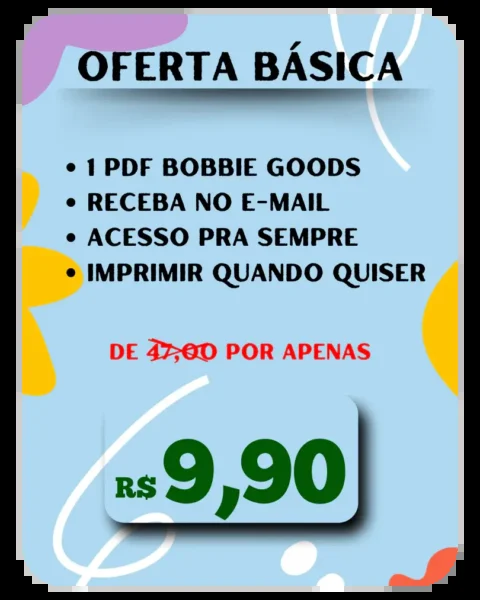 OFERTA BÁSICA
• 1 PDF BOBBIE GOODS
• RECEBA NO E-MAIL
• ACESSO PRA SEMPRE
• IMPRIMIR QUANDO QUISER
DE 47,00 POR APENAS
R$ 9,90